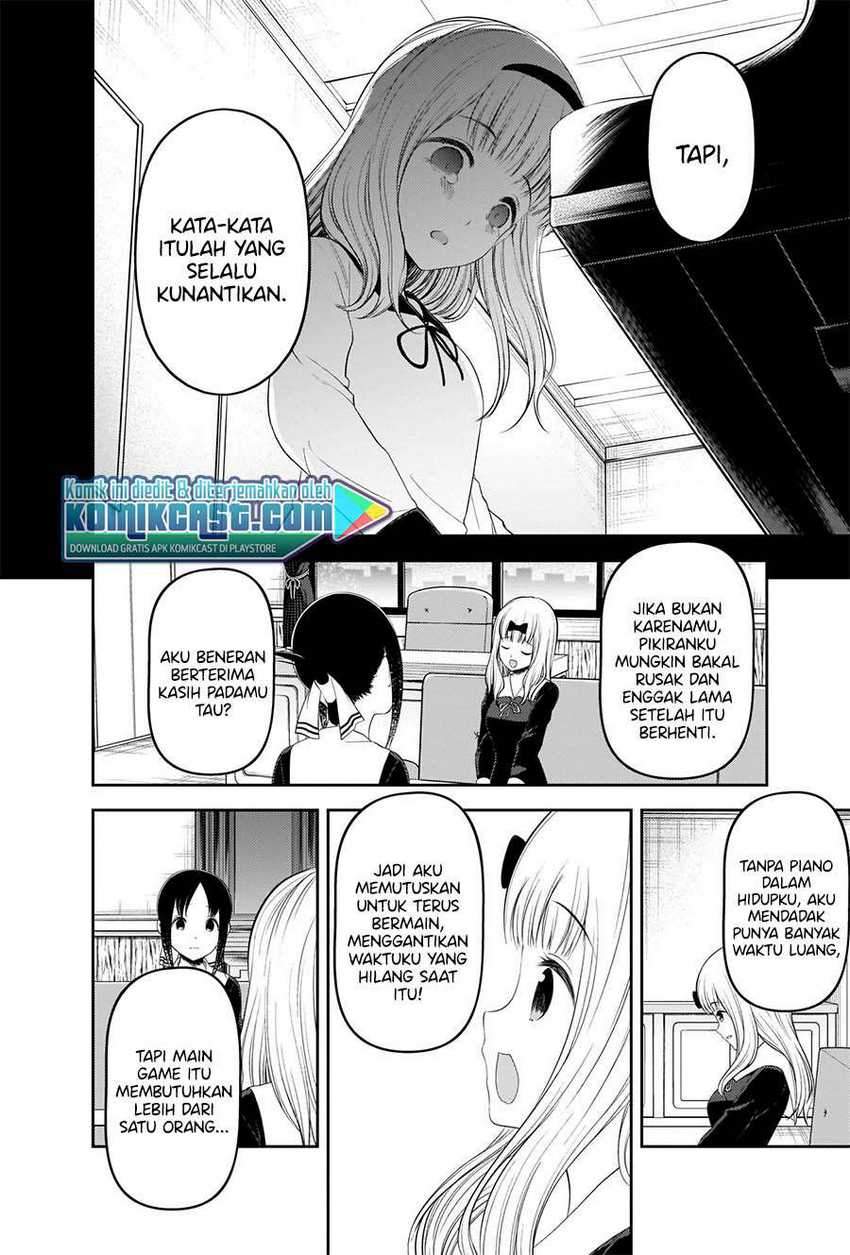 TAPI,
KATA-KATA
ITULAH YANG
SELALU
KUNANTIKAN.
Komik ini diedit & diterjemahkan oleh
KOMIKCAST.COM
DOWNLOAD GRATIS APK KOMIKCAST DI PLAYSTORE
JIKA BUKAN
KARENAMU,
PIKIRANKU
MUNGKIN BAKAL
RUSAK DAN
ENGGAK LAMA
SETELAH ITU
BERHENTI.
AKU BENERAN
BERTERIMA
KASIH PADAMU
TAU?
TANPA PIANO
DALAM
HIDUPKU, AKU
MENDADAK
PUNYA BANYAK
WAKTU LUANG,
JADI AKU
MEMUTUSKAN
UNTUK TERUS
BERMAIN,
MENGGANTIKAN
WAKTUKU YANG
HILANG SAAT
ITU!
TAPI MAIN
GAME ITU
MEMBUTUHKAN
LEBIH DARI
SATU ORANG...